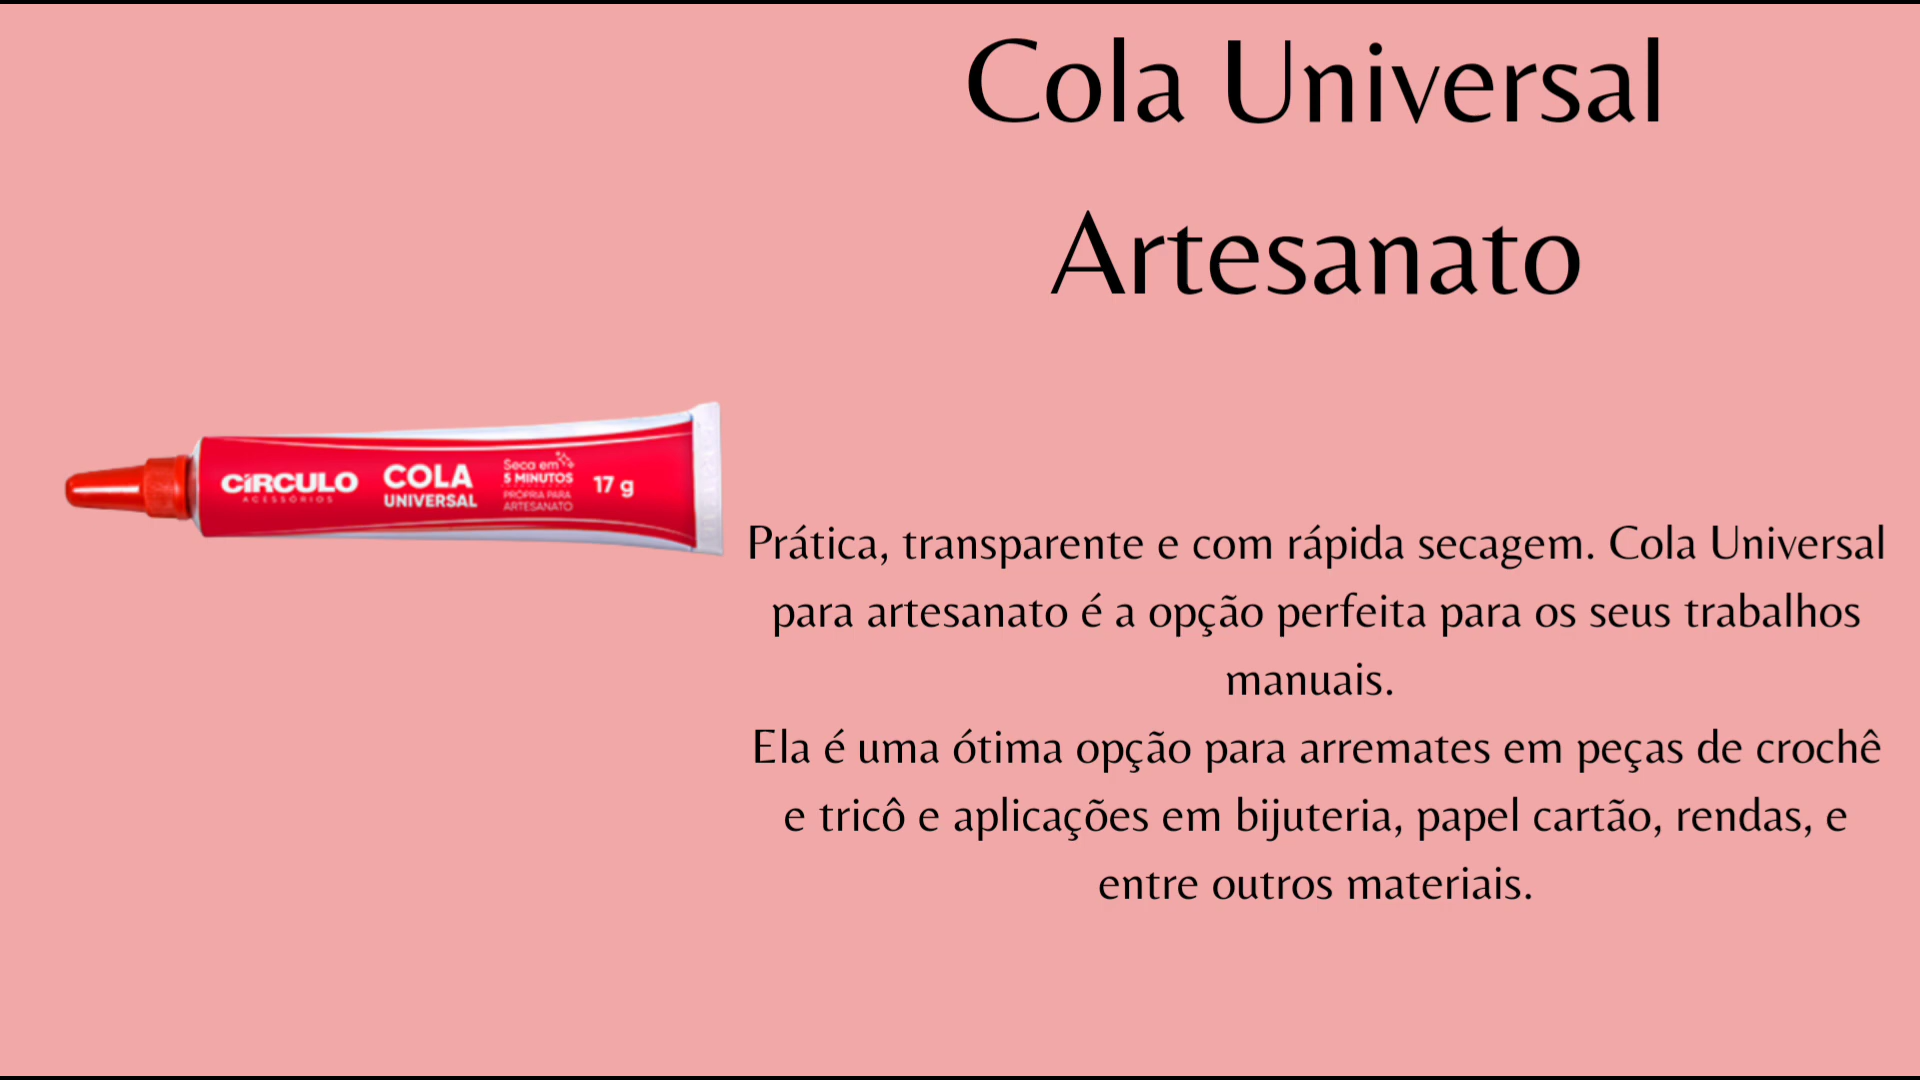 Cola Universal
Artesanato
CÍRCULO
ACESSÓRIOS
COLA
UNIVERSAL
Seca em
5 MINUTOS
PRÓPRIA PARA
ARTESANATO
17 g
Prática, transparente e com rápida secagem. Cola Universal
para artesanato é a opção perfeita para os seus trabalhos
manuais.
Ela é uma ótima opção para arremates em peças de crochê
e tricô e aplicações em bijuteria, papel cartão, rendas, e
entre outros materiais.